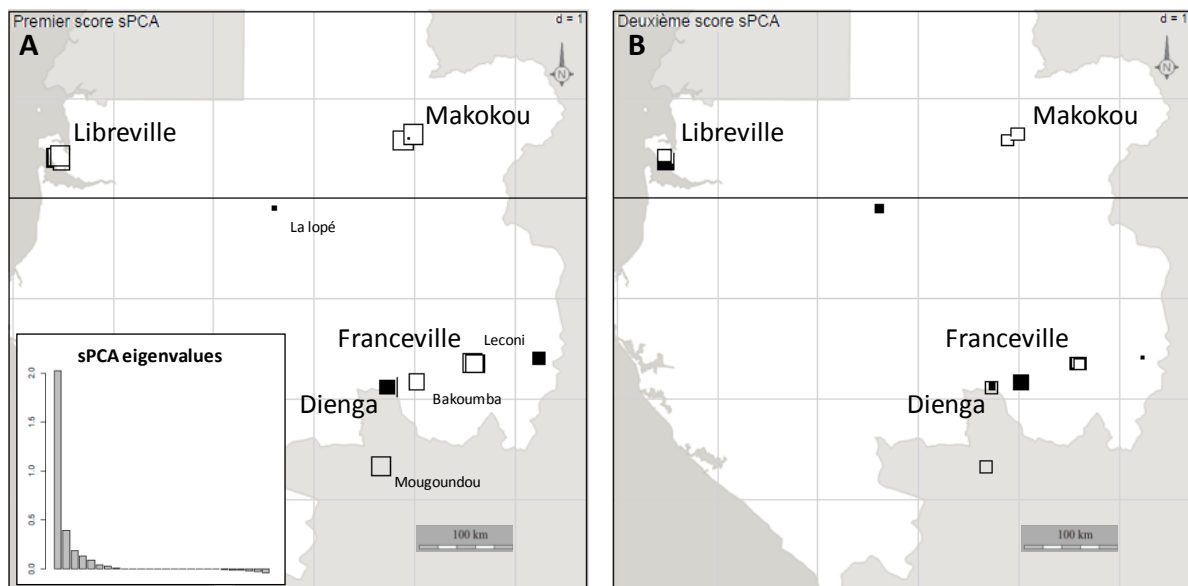 Premier score sPCA
d = 1
A
N
Libreville
Makokou
La lopé
Franceville
Leconi
Dienga
Bakoumba
Mougoundou
100 km
sPCA eigenvalues
2.0
1.5
1.0
0.5
0.0
Deuxième score sPCA
d = 1
B
N
Libreville
Makokou
Franceville
Dienga
100 km